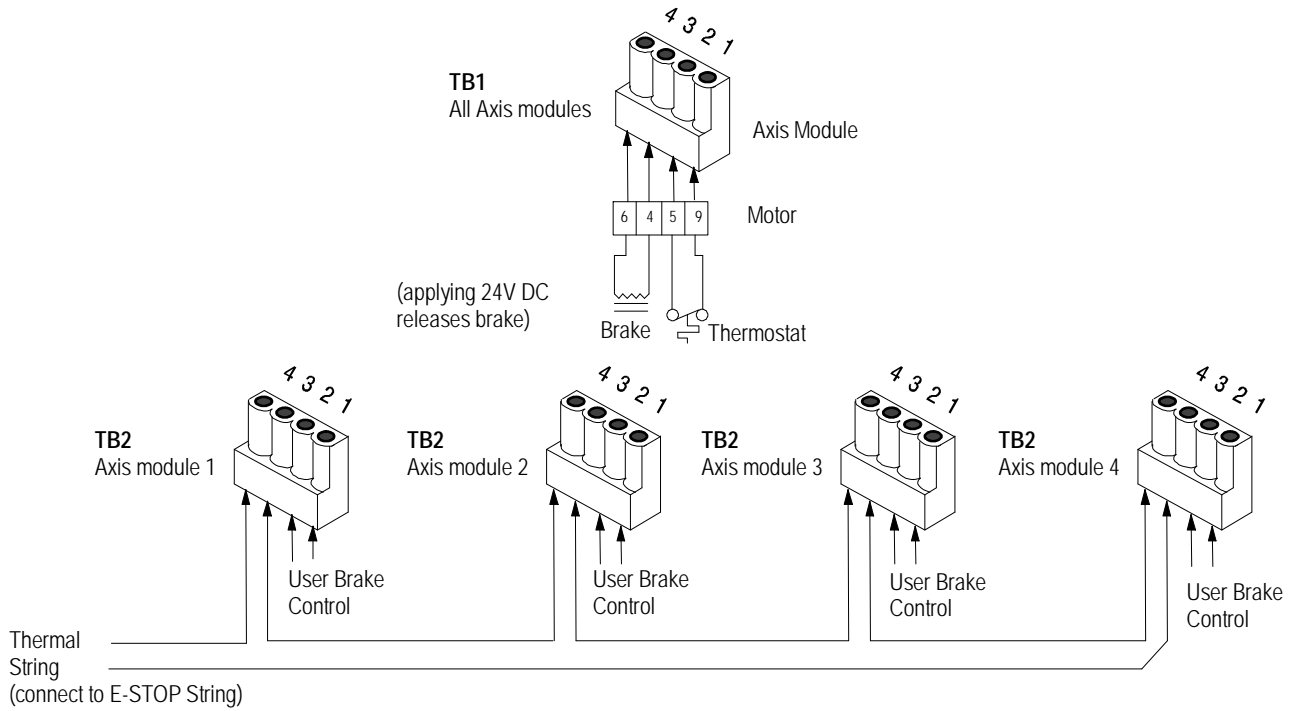 4 3 2 1
TB1
All Axis modules
Axis Module
6 4 5 9
Motor
(applying 24V DC
releases brake)
Brake
Thermostat
4 3 2 1
TB2
Axis module 1
User Brake
Control
4 3 2 1
TB2
Axis module 2
User Brake
Control
4 3 2 1
TB2
Axis module 3
User Brake
Control
4 3 2 1
TB2
Axis module 4
User Brake
Control
Thermal
String
(connect to E-STOP String)